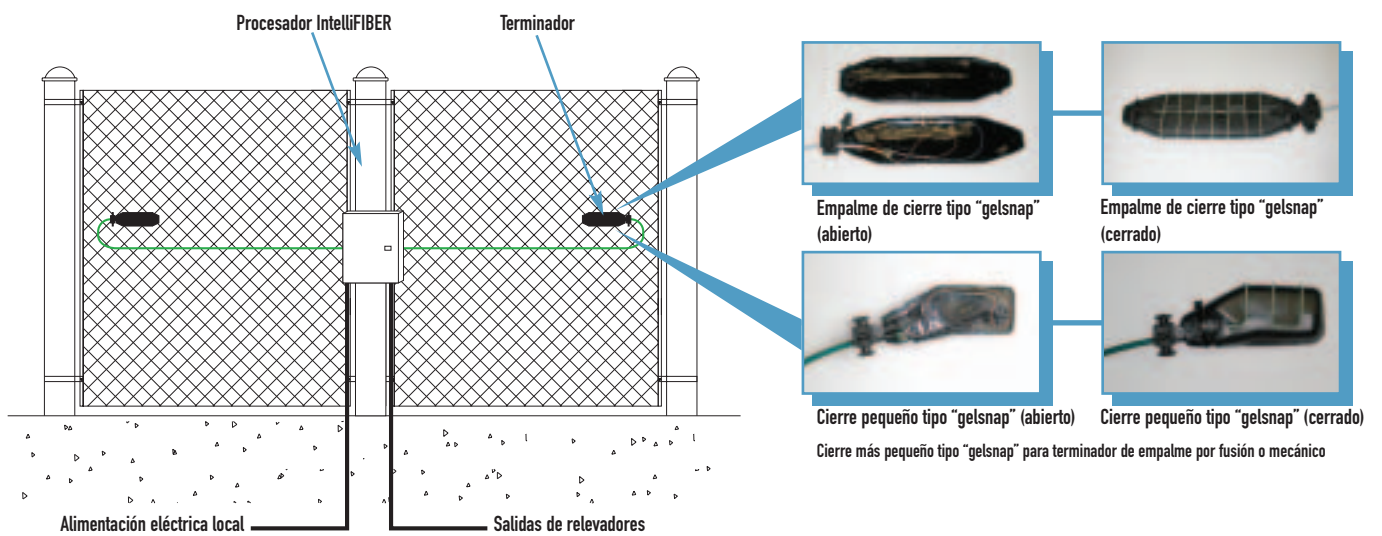 Procesador IntelliFIBER
Terminador
Empalme de cierre tipo “gelsnap”
(abierto)
Empalme de cierre tipo “gelsnap”
(cerrado)
Cierre pequeño tipo “gelsnap” (abierto)
Cierre pequeño tipo “gelsnap” (cerrado)
Cierre más pequeño tipo “gelsnap” para terminador de empalme por fusión o mecánico
Alimentación eléctrica local
Salidas de relevadores